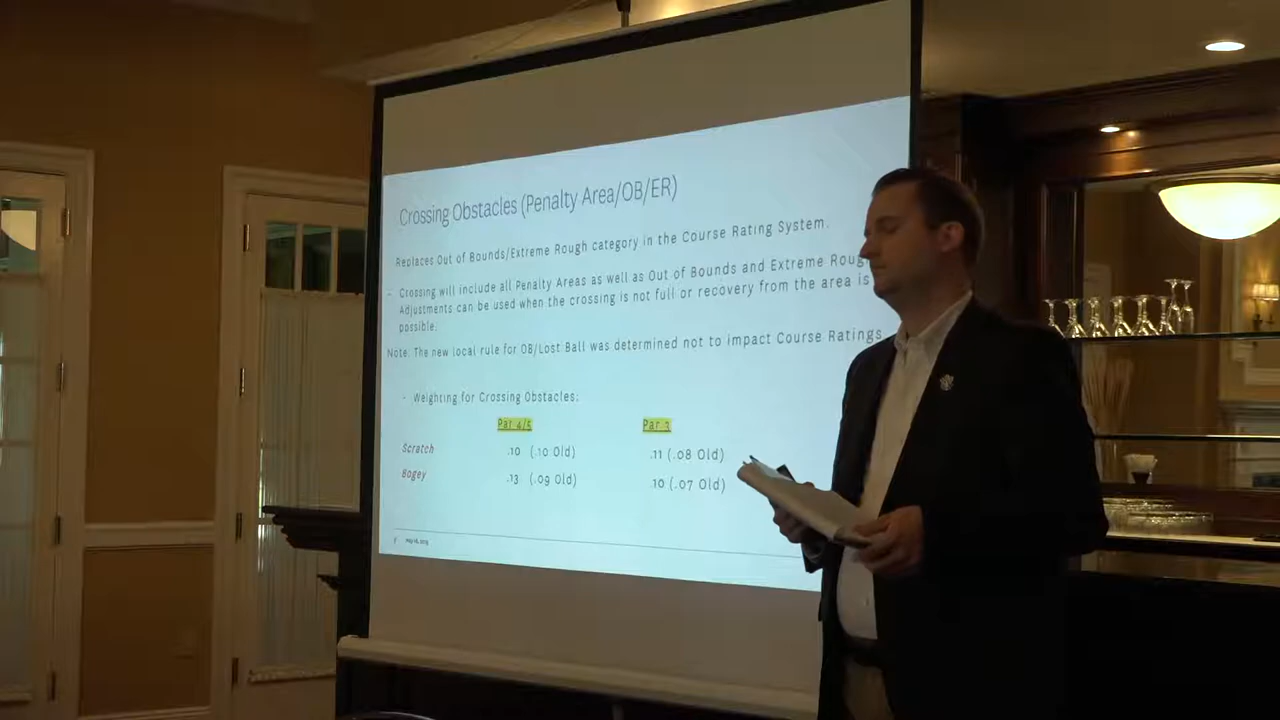 Crossing Obstacles (Penalty Area/OB/ER)
Replaces Out of Bounds/Extreme Rough category in the Course Rating System.
- Crossing will include all Penalty Areas as well as Out of Bounds and Extreme
Adjustments can be used when the crossing is not full or recovery from the area is
possible.
Note: The new local rule for OB/Lost Ball was determined not to impact Course Ratings
- Weighting for Crossing Obstacles:
Par 4/5 Par 3
Scratch .10 (.10 Old) .11 (.08 Old)
Bogey .13 (.09 Old) .10 (.07 Old)